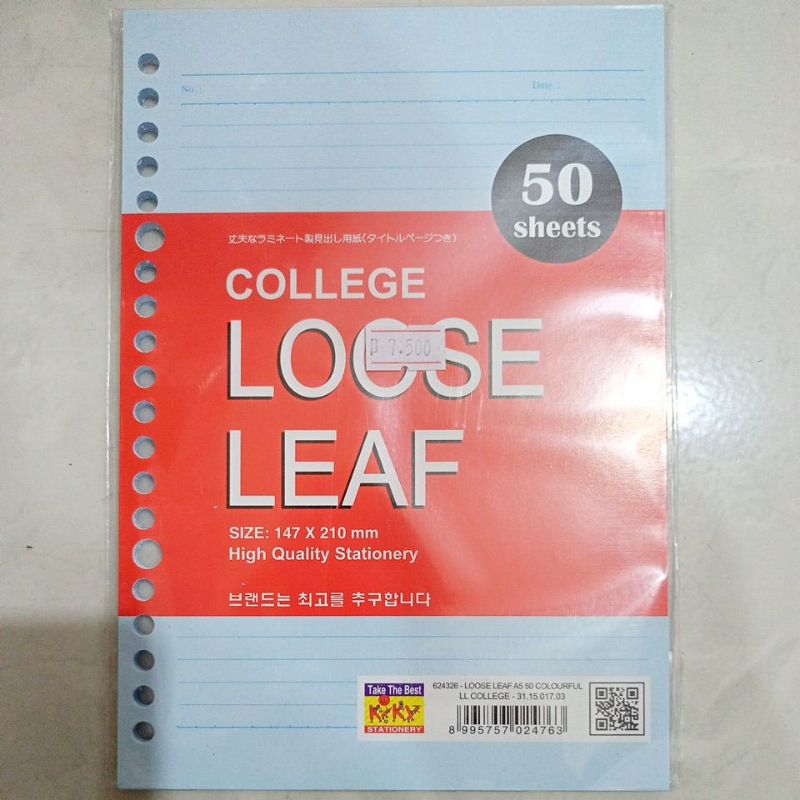 No.:
Date :
50
sheets
丈夫なラミネート製見出し用紙(タイトルページつき)
COLLEGE
LOOSE
B 7.500
LEAF
SIZE: 147 X 210 mm
High Quality Stationery
브랜드는 최고를 추구합니다
Take The Best
KiKY
STATIONERY
624326 - LOOSE LEAF A5 50 COLOURFUL
LL COLLEGE - 31.15.017.03
8 995757 024763